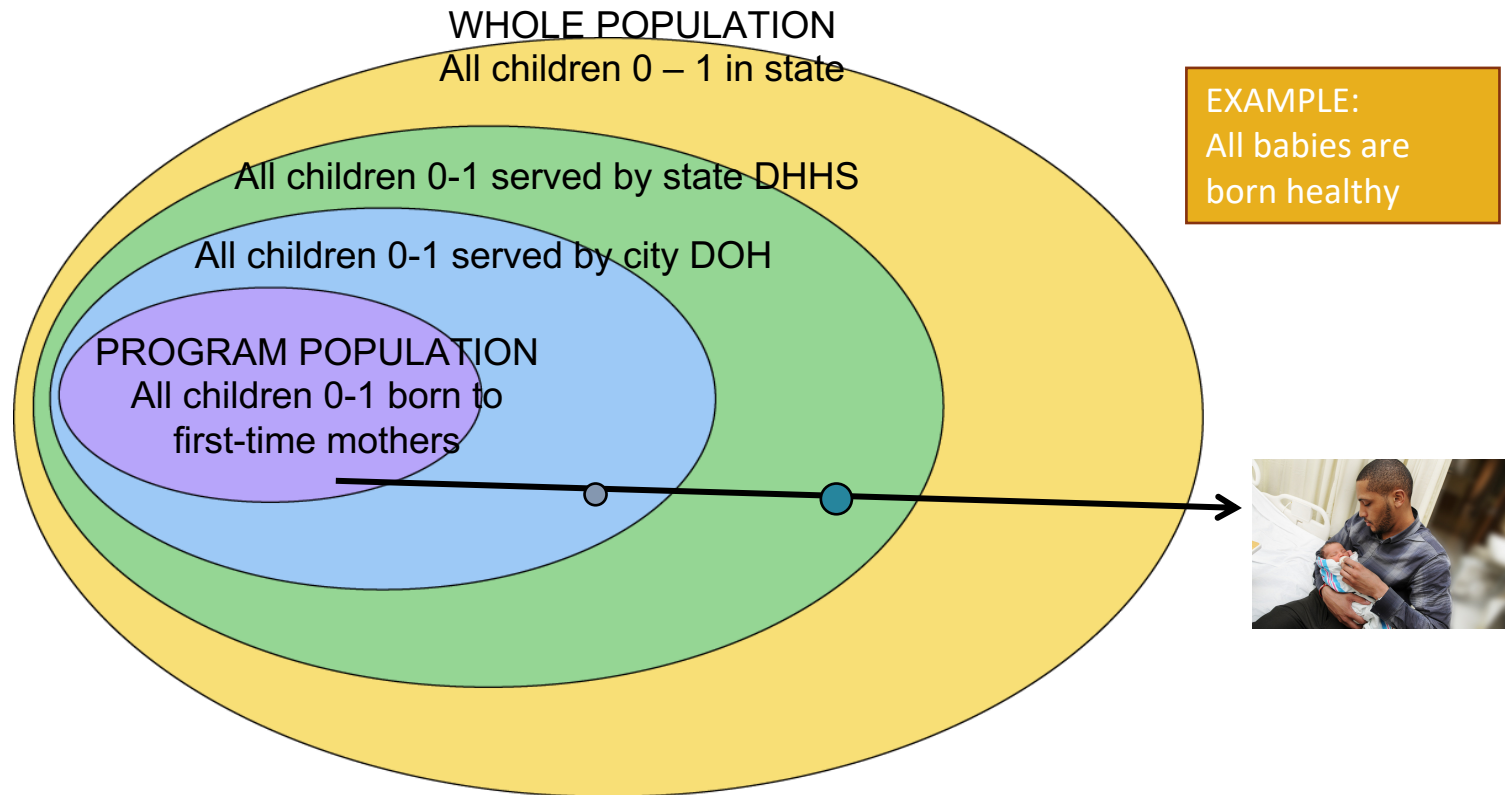 WHOLE POPULATION
All children 0 – 1 in state
EXAMPLE:
All babies are
born healthy
All children 0-1 served by state DHHS
All children 0-1 served by city DOH
PROGRAM POPULATION
All children 0-1 born to
first-time mothers